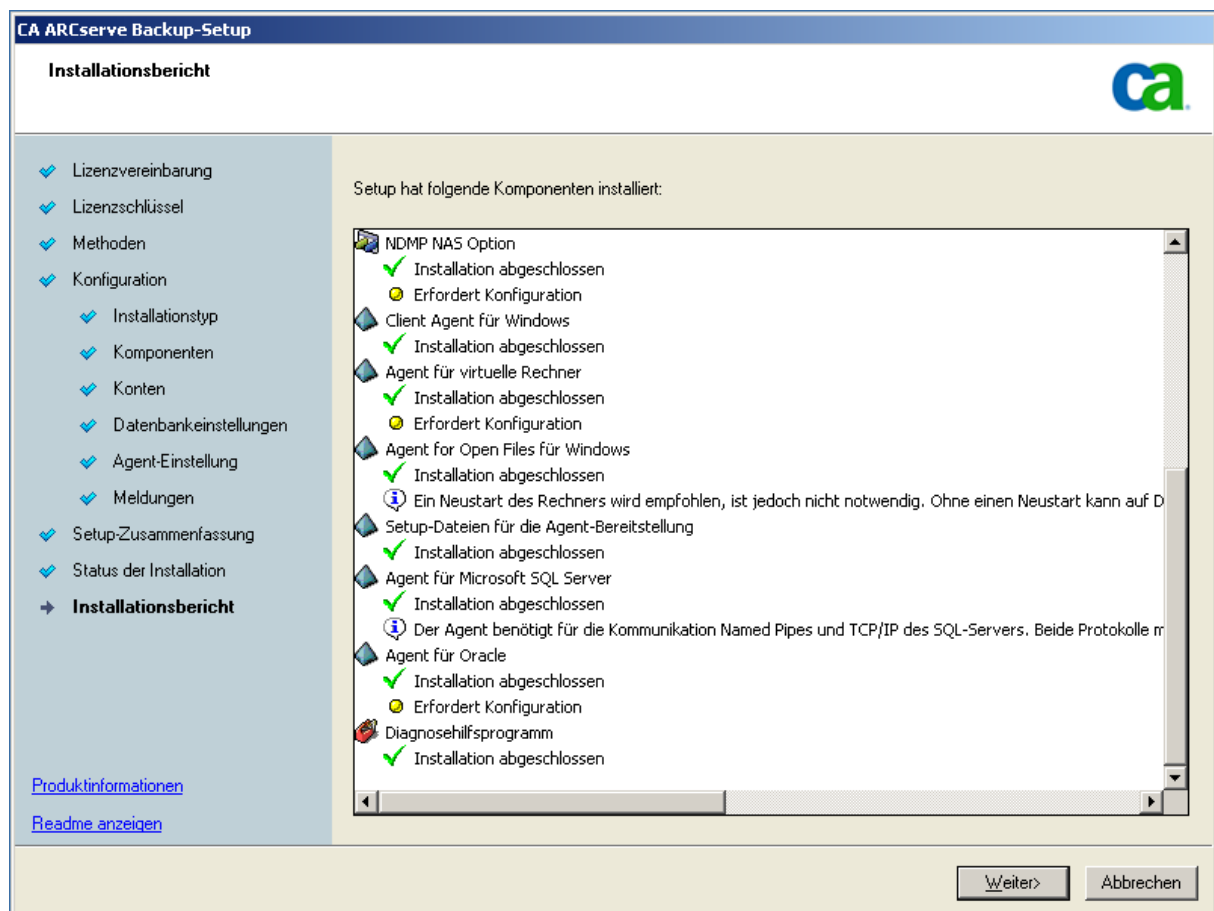 CA ARCserve Backup-Setup
Installationsbericht
ca
Lizenzvereinbarung
Lizenzschlüssel
Methoden
Konfiguration
Installationstyp
Komponenten
Konten
Datenbankeinstellungen
Agent-Einstellung
Meldungen
Setup-Zusammenfassung
Status der Installation
Installationsbericht
Produktinformationen
Readme anzeigen
Setup hat folgende Komponenten installiert:
NDMP NAS Option
Installation abgeschlossen
Erfordert Konfiguration
Client Agent für Windows
Installation abgeschlossen
Agent für virtuelle Rechner
Installation abgeschlossen
Erfordert Konfiguration
Agent for Open Files für Windows
Installation abgeschlossen
Ein Neustart des Rechners wird empfohlen, ist jedoch nicht notwendig. Ohne einen Neustart kann auf D
Setup-Dateien für die Agent-Bereitstellung
Installation abgeschlossen
Agent für Microsoft SQL Server
Installation abgeschlossen
Der Agent benötigt für die Kommunikation Named Pipes und TCP/IP des SQL-Servers. Beide Protokolle m
Agent für Oracle
Installation abgeschlossen
Erfordert Konfiguration
Diagnosehilfsprogramm
Installation abgeschlossen
Weiter>
Abbrechen